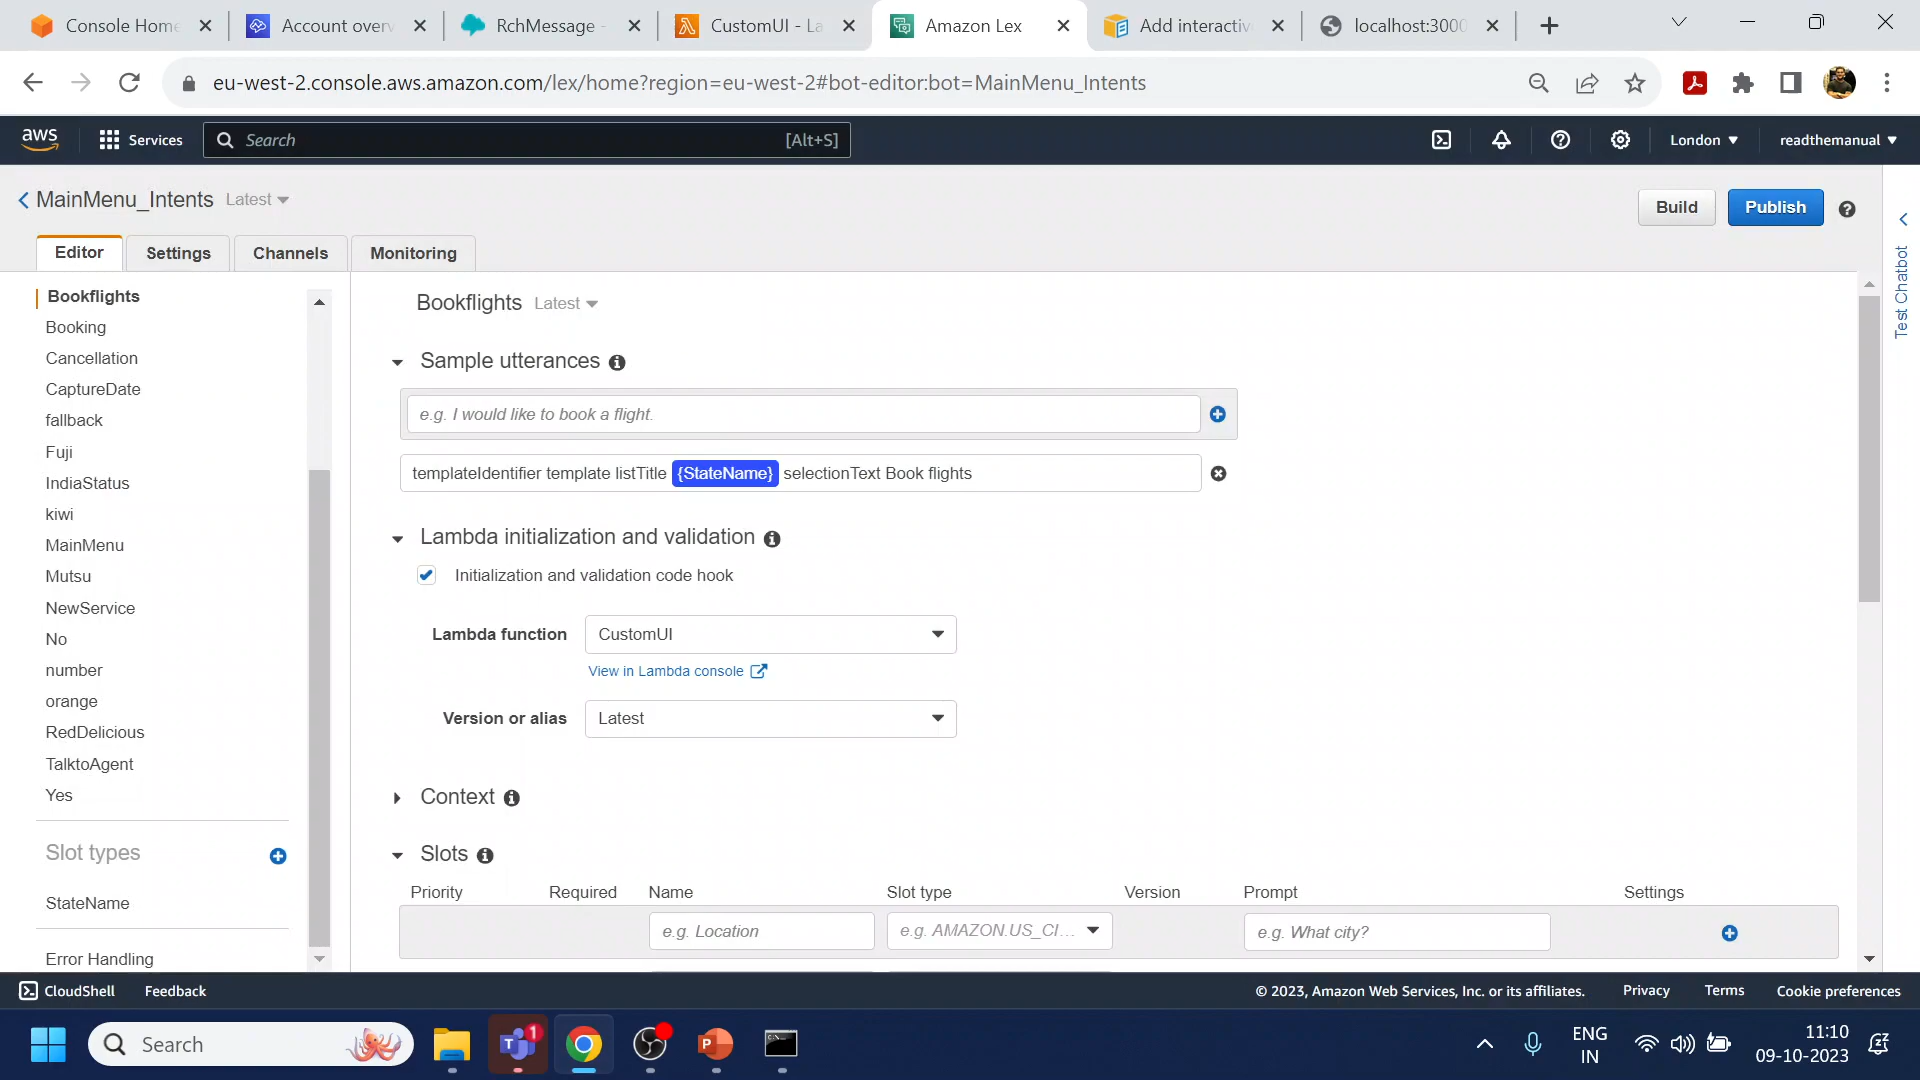 Console Home
Account overv
RchMessage -
CustomUI - La
Amazon Lex
Add interactiv
localhost:3000
eu-west-2.console.aws.amazon.com/lex/home?region=eu-west-2#bot-editor:bot=MainMenu_Intents
aws
Services
Search
[Alt+S]
London
readthemanual
MainMenu_Intents
Latest
Build
Publish
Editor
Settings
Channels
Monitoring
Test Chatbot
Bookflights
Booking
Cancellation
CaptureDate
fallback
Fuji
IndiaStatus
kiwi
MainMenu
Mutsu
NewService
No
number
orange
RedDelicious
TalktoAgent
Yes
Slot types
StateName
Error Handling
Bookflights Latest
Sample utterances
e.g. I would like to book a flight.
templateIdentifier template listTitle {StateName} selectionText Book flights
Lambda initialization and validation
Initialization and validation code hook
Lambda function
CustomUI
View in Lambda console
Version or alias
Latest
Context
Slots
Priority
Required
Name
Slot type
Version
Prompt
Settings
e.g. Location
e.g. AMAZON.US_CI...
e.g. What city?
CloudShell
Feedback
© 2023, Amazon Web Services, Inc. or its affiliates.
Privacy
Terms
Cookie preferences
Search
1
ENG
IN
11:10
09-10-2023